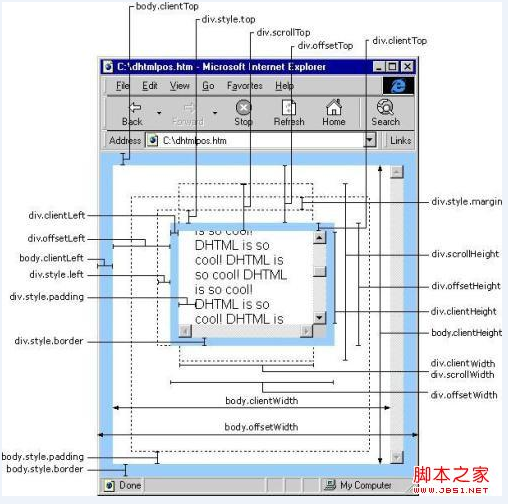 body.clientTop
div.style.top
div.scrollTop
div.offsetTop
div.clientTop
C:\dhtmlpos.htm - Microsoft Internet Explorer
File Edit View Go Favorites Help
Back Forward Stop Refresh Home Search
Address C:\dhtmlpos.htm Links
div.clientLeft
div.offsetLeft
body.clientLeft
div.style.left
div.style.padding
div.style.border
is so cool!
DHTML is so
cool! DHTML is
so cool! DHTML
is so cool!
DHTML is so
cool! DHTML is
div.style.margin
div.scrollHeight
div.offsetHeight
div.clientHeight
body.clientHeight
div.clientWidth
div.scrollWidth
div.offsetWidth
body.clientWidth
body.offsetWidth
body.style.padding
body.style.border
Done My Computer
脚本之家
www.JB51.NET